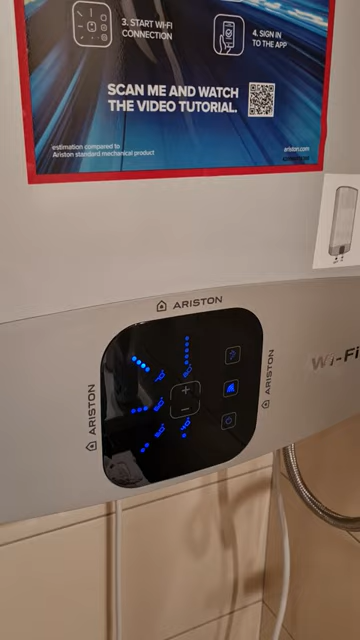 3. START WI-FI
CONNECTION
4. SIGN IN
TO THE APP
SCAN ME AND WATCH
THE VIDEO TUTORIAL.
estimation compared to
Ariston standard mechanical product
ariston.com
ARISTON
ARISTON
ARISTON
Wi-Fi